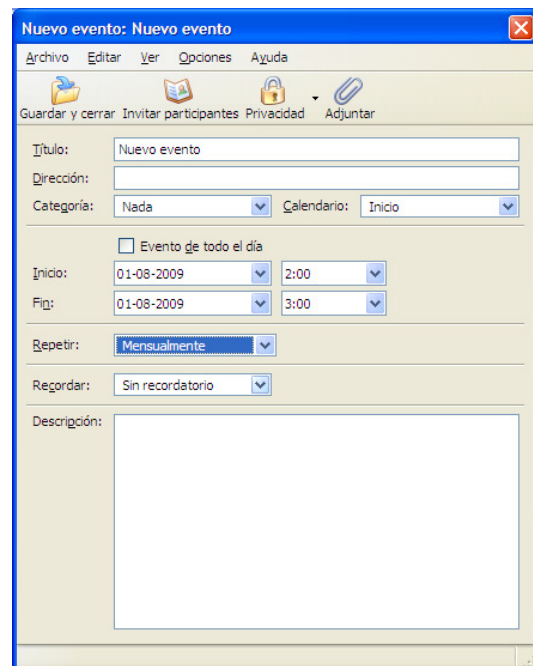 Nuevo evento: Nuevo evento
Archivo Editar Ver Opciones Ayuda
Guardar y cerrar Invitar participantes Privacidad Adjuntar
Título: Nuevo evento
Dirección:
Categoría: Nada Calendario: Inicio
Evento de todo el día
Inicio: 01-08-2009 2:00
Fin: 01-08-2009 3:00
Repetir: Mensualmente
Recordar: Sin recordatorio
Descripción: